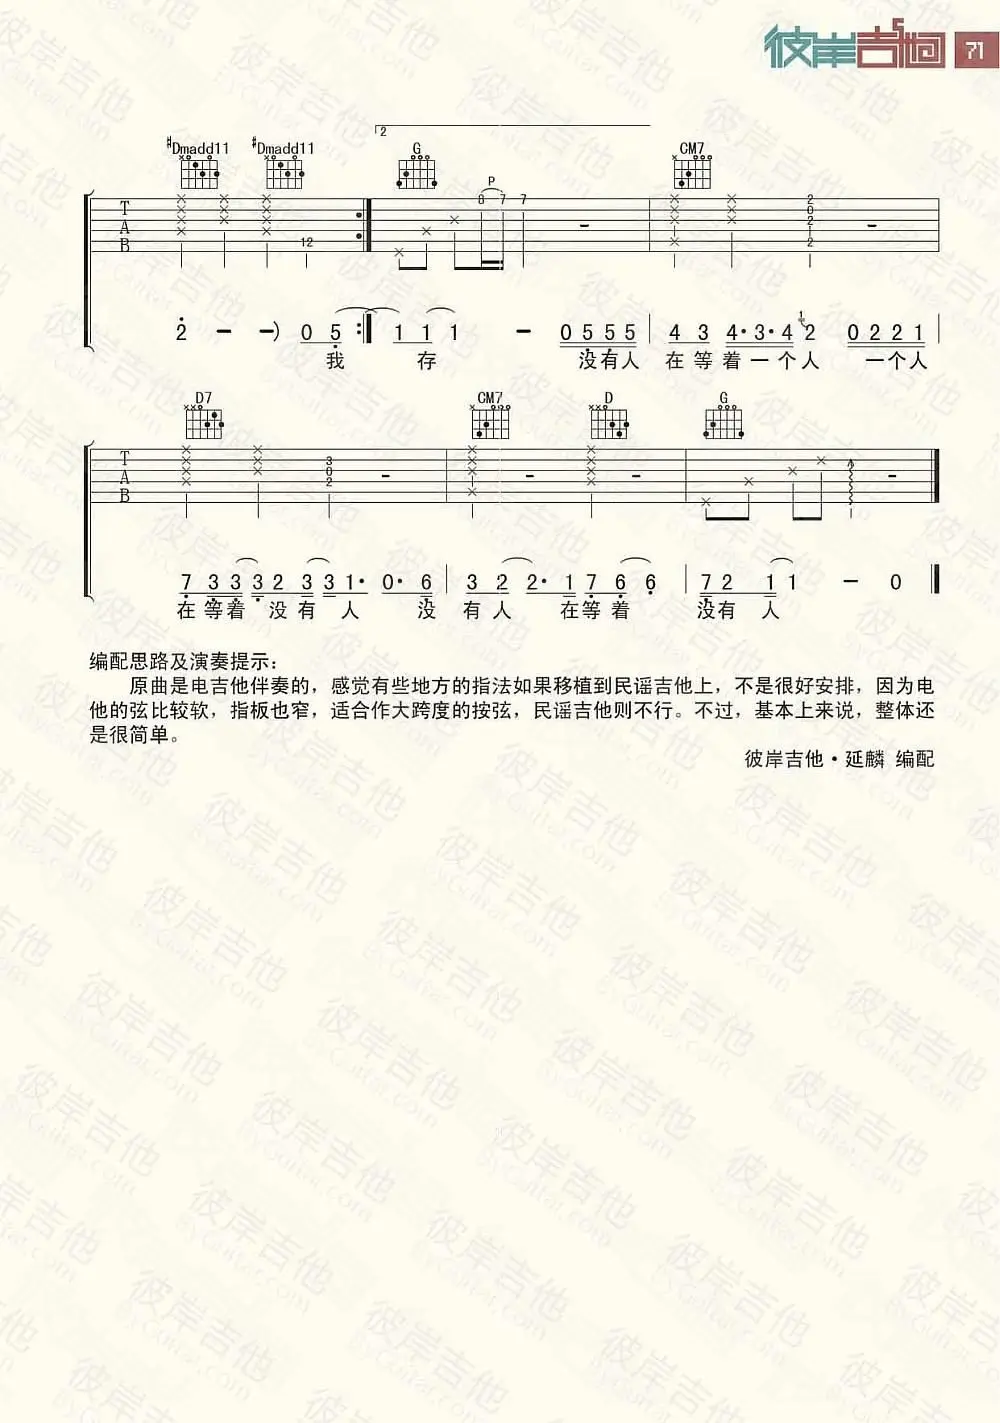 彼岸吉他 71
2
#Dmadd11 #Dmadd11 G CM7
P
8 7 7 2
0
2
12 2
T
A
B
2 - - ) 0 5 :‖ 1 1 1 - 0 5 5 5 5 | 4 3 4· 3· 4 2 0 2 2 1 |
我 存 没有人 在等着一个人 一个人
D7 CM7 D G
T
A
B
3
0
2
7 3 3 3 2 3 3 1· 0· 6 | 3 2 2· 1 7 6 6 | 7 2 1 1 - 0 ‖
在等着 没有 人 没 有人 在等着 没有 人
编配思路及演奏提示:
原曲是电吉他伴奏的，感觉有些地方的指法如果移植到民谣吉他上，不是很好安排，因为电
他的弦比较软，指板也窄，适合作大跨度的按弦，民谣吉他则不行。不过，基本上来说，整体还
是很简单。
彼岸吉他·延麟 编配